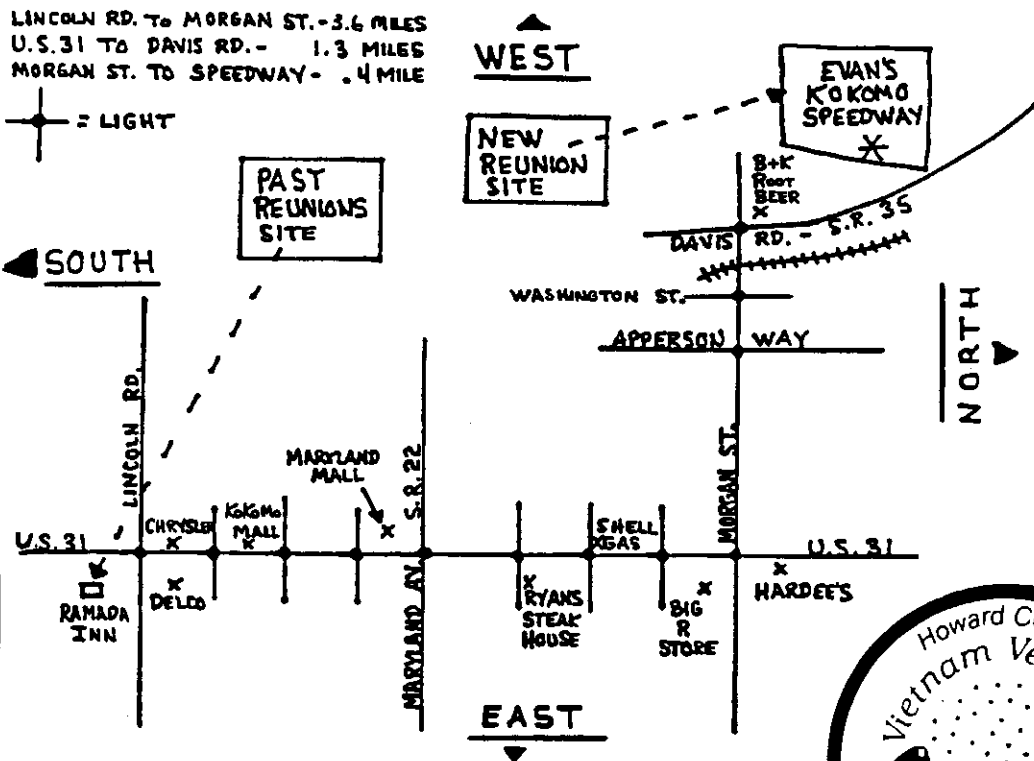 LINCOLN RD. TO MORGAN ST.-3.6 MILES
U.S.31 TO DAVIS RD.- 1.3 MILES
MORGAN ST. TO SPEEDWAY- .4 MILE
= LIGHT
WEST
EVAN'S
KOKOMO
SPEEDWAY
NEW
REUNION
SITE
PAST
REUNIONS
SITE
B+K
ROOT
BEER
DAVIS RD. - S.R. 35
SOUTH
WASHINGTON ST.
APPERSON WAY
NORTH
LINCOLN RD.
MARYLAND
MALL
S.R. 22
MORGAN ST.
U.S. 31
CHRYSLER
KOKOMO
MALL
SHELL
GAS
U.S. 31
RAMADA
INN
DELCO
MARYLAND AV.
RYANS
STEAK
HOUSE
BIG
R
STORE
HARDEE'S
EAST
Howard C
Vietnam Ve